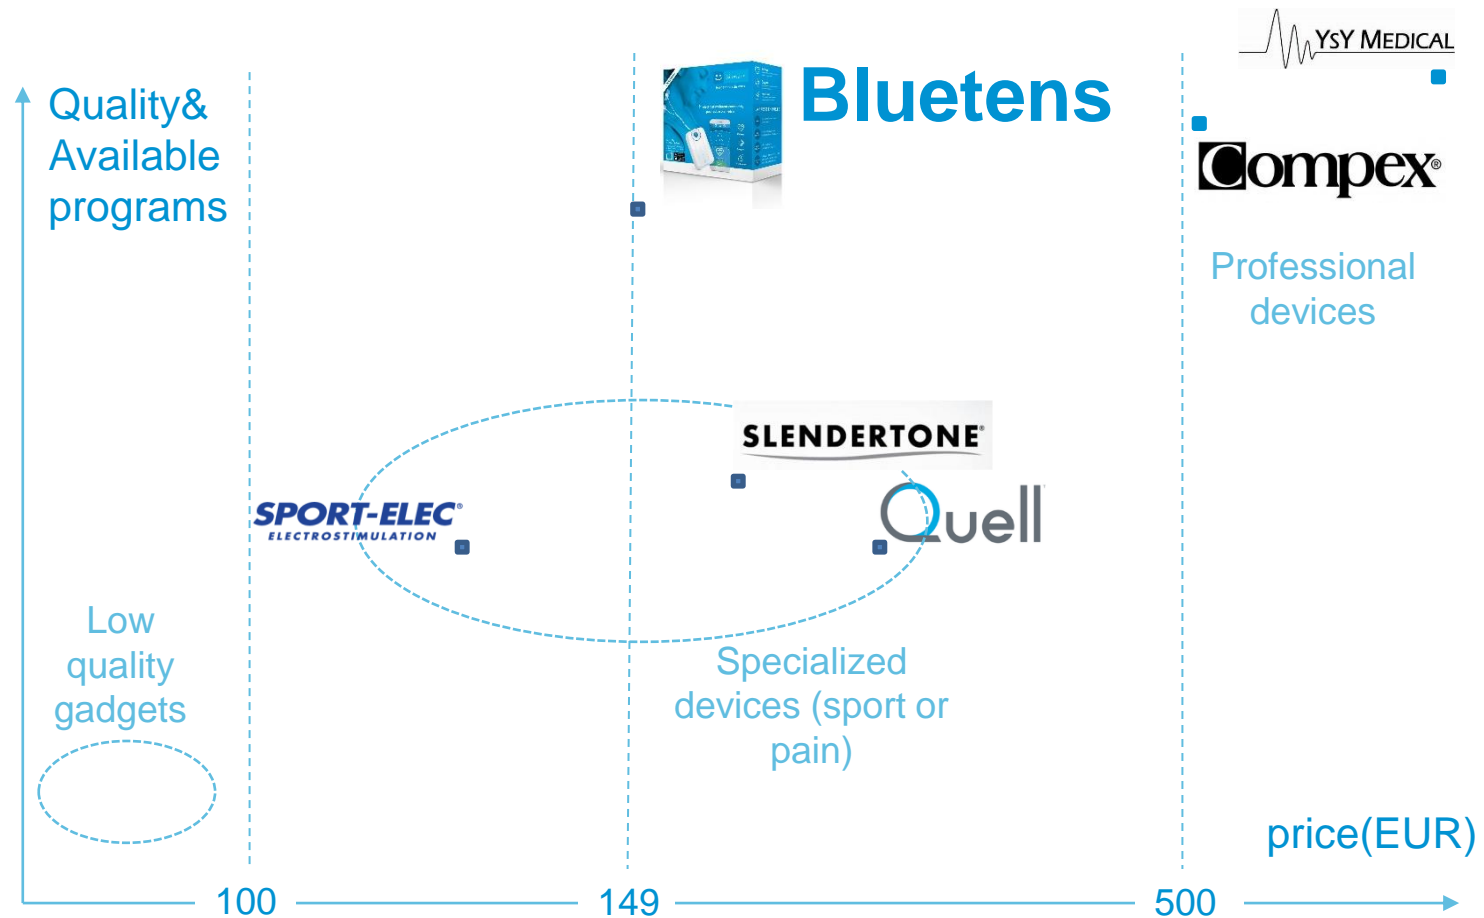 YSY MEDICAL
Bluetens
Quality&
Available
programs
Compex®
Professional
devices
SLENDERTONE®
SPORT-ELEC®
ELECTROSTIMULATION
Quell
Low
quality
gadgets
Specialized
devices (sport or
pain)
price(EUR)
100
149
500